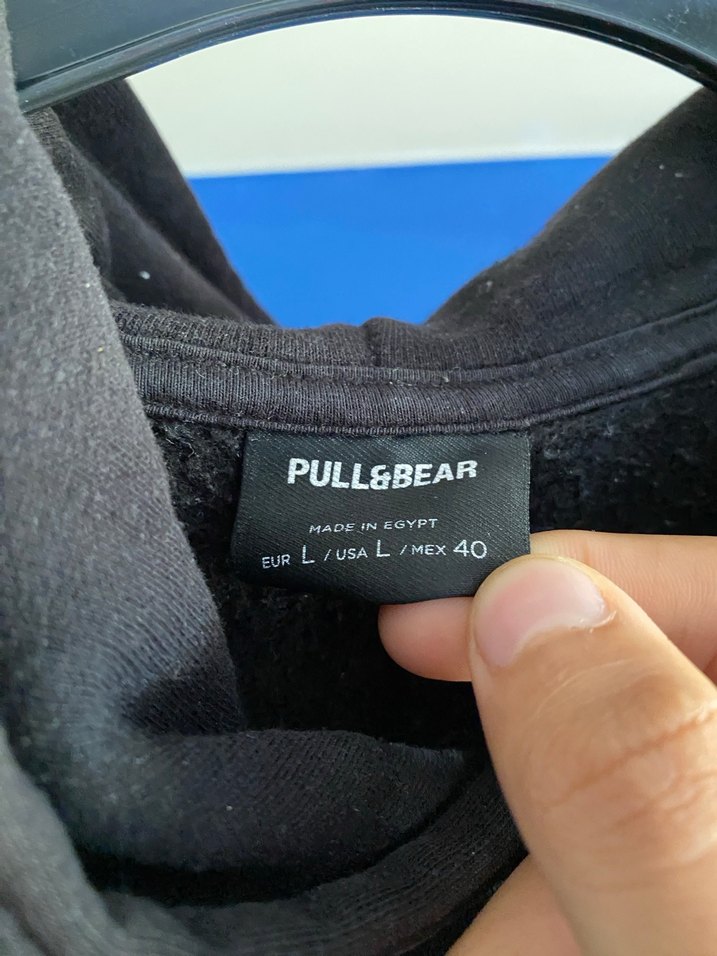 PULL&BEAR
MADE IN EGYPT
EUR L / USA L / MEX 40